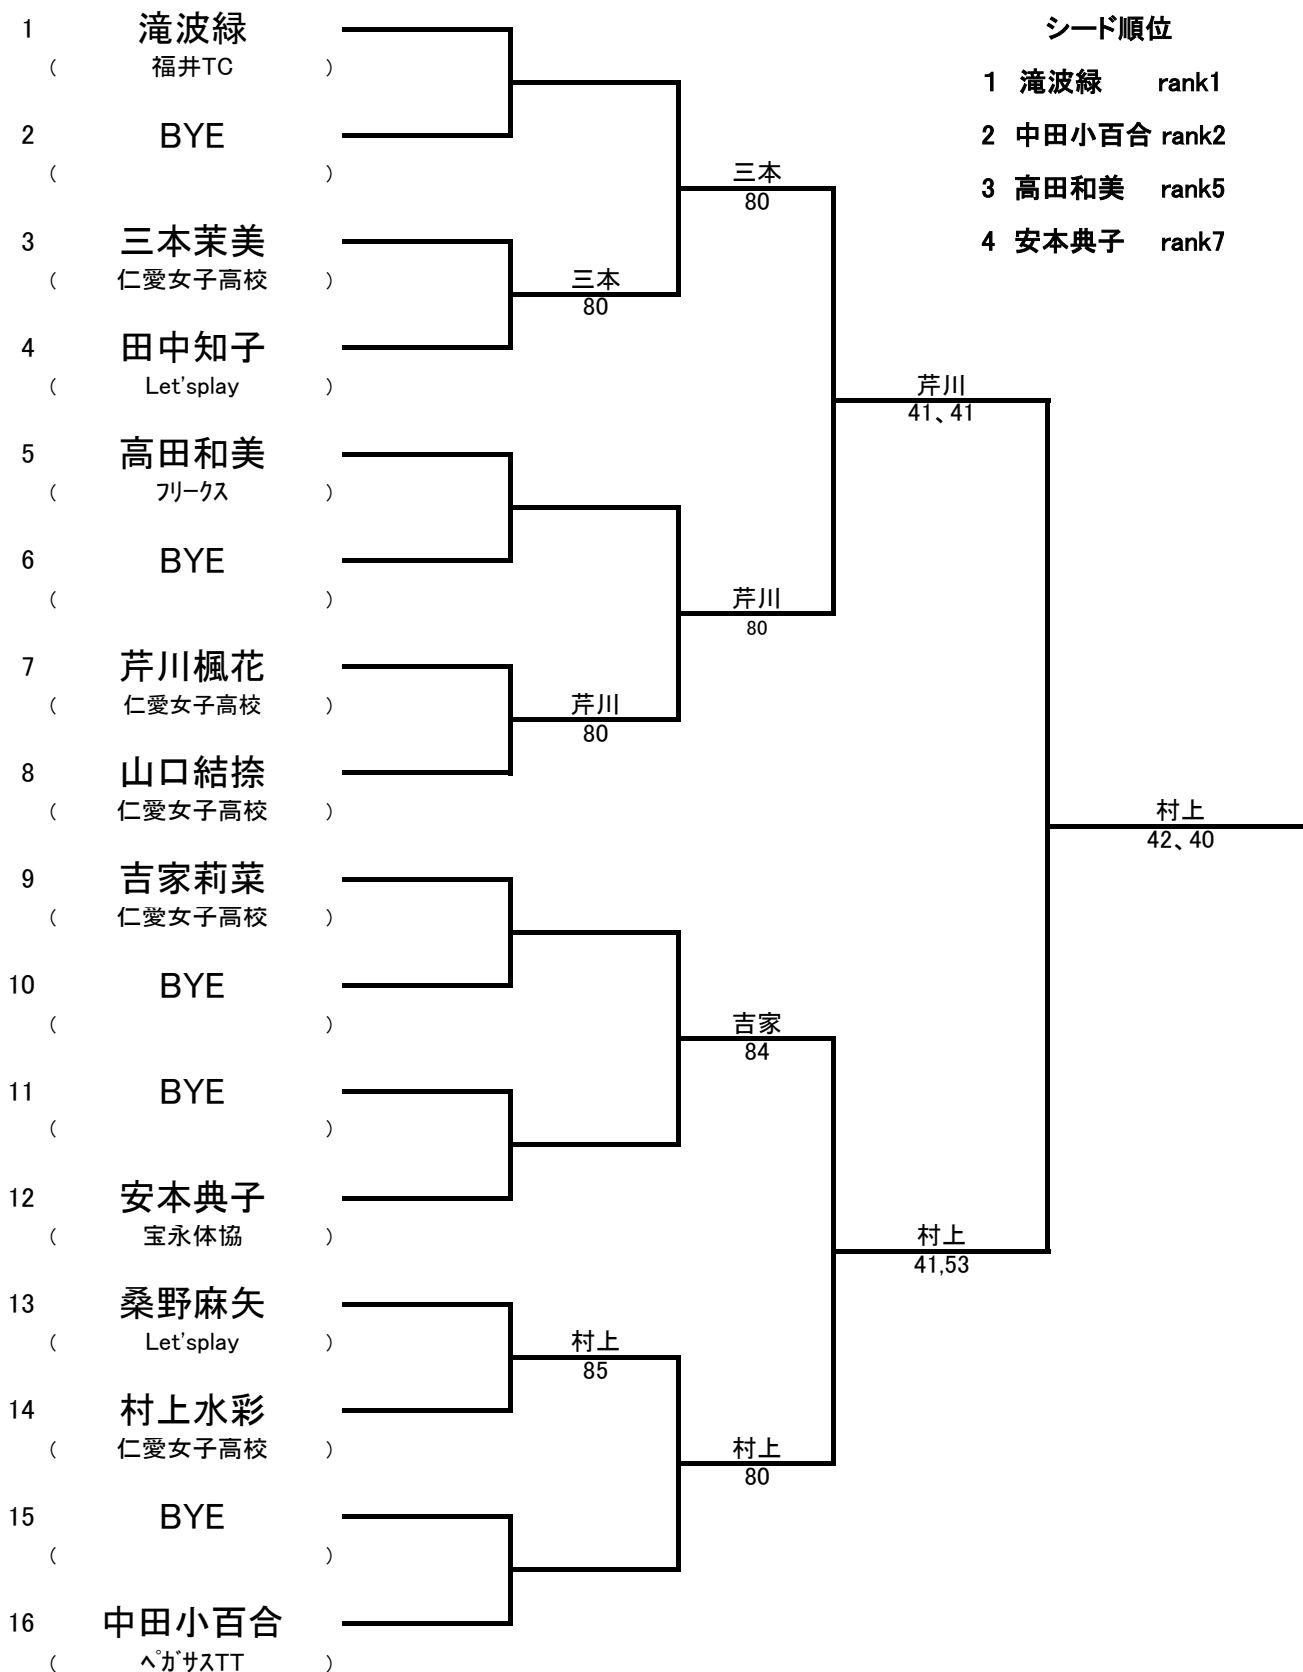 1 滝波緑
( 福井TC )
2 BYE
( )
3 三本茉美
( 仁愛女子高校 )
4 田中知子
( Let'splay )
5 高田和美
( フリークス )
6 BYE
( )
7 芹川楓花
( 仁愛女子高校 )
8 山口結捺
( 仁愛女子高校 )
9 吉家莉菜
( 仁愛女子高校 )
10 BYE
( )
11 BYE
( )
12 安本典子
( 宝永体協 )
13 桑野麻矢
( Let'splay )
14 村上水彩
( 仁愛女子高校 )
15 BYE
( )
16 中田小百合
( ペガサスTT )
三本
80
芹川
80
村上
85
三本
80
芹川
80
吉家
84
村上
80
芹川
41、41
村上
41,53
村上
42、40
シード順位
1 滝波緑 rank1
2 中田小百合 rank2
3 高田和美 rank5
4 安本典子 rank7